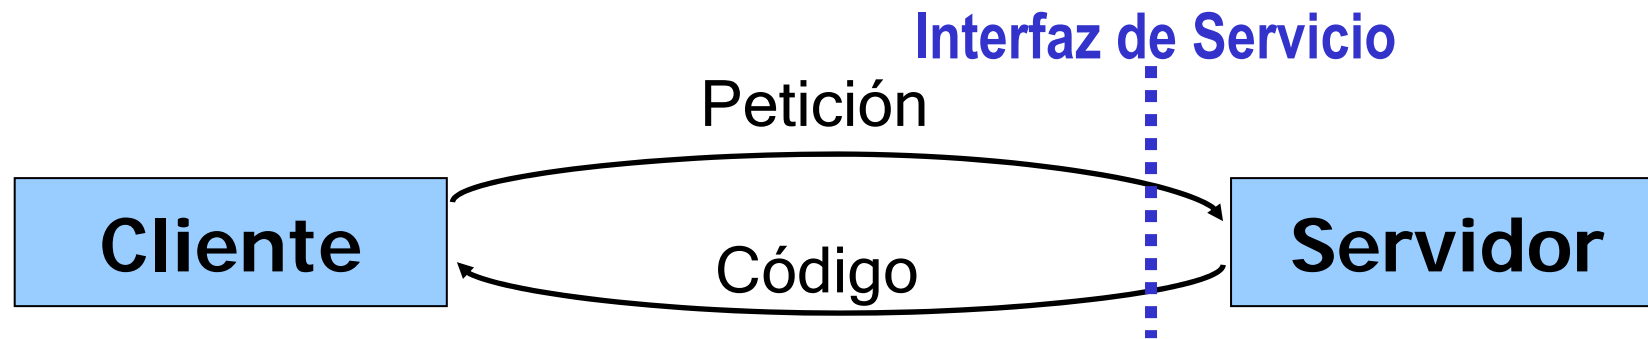 Interfaz de Servicio
Petición
Cliente
Servidor
Código